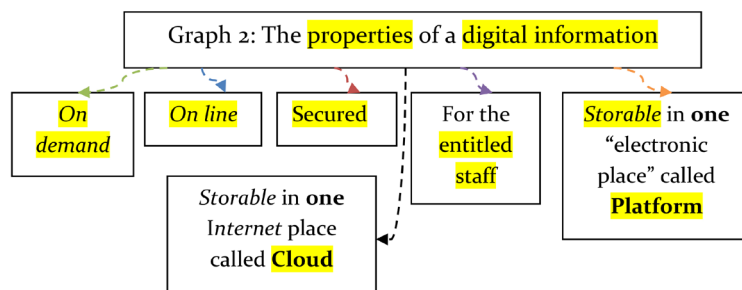 Graph 2: The properties of a digital information
On
demand
On line
Secured
For the
entitled
staff
Storable in one
“electronic
place” called
Platform
Storable in one
Internet place
called Cloud